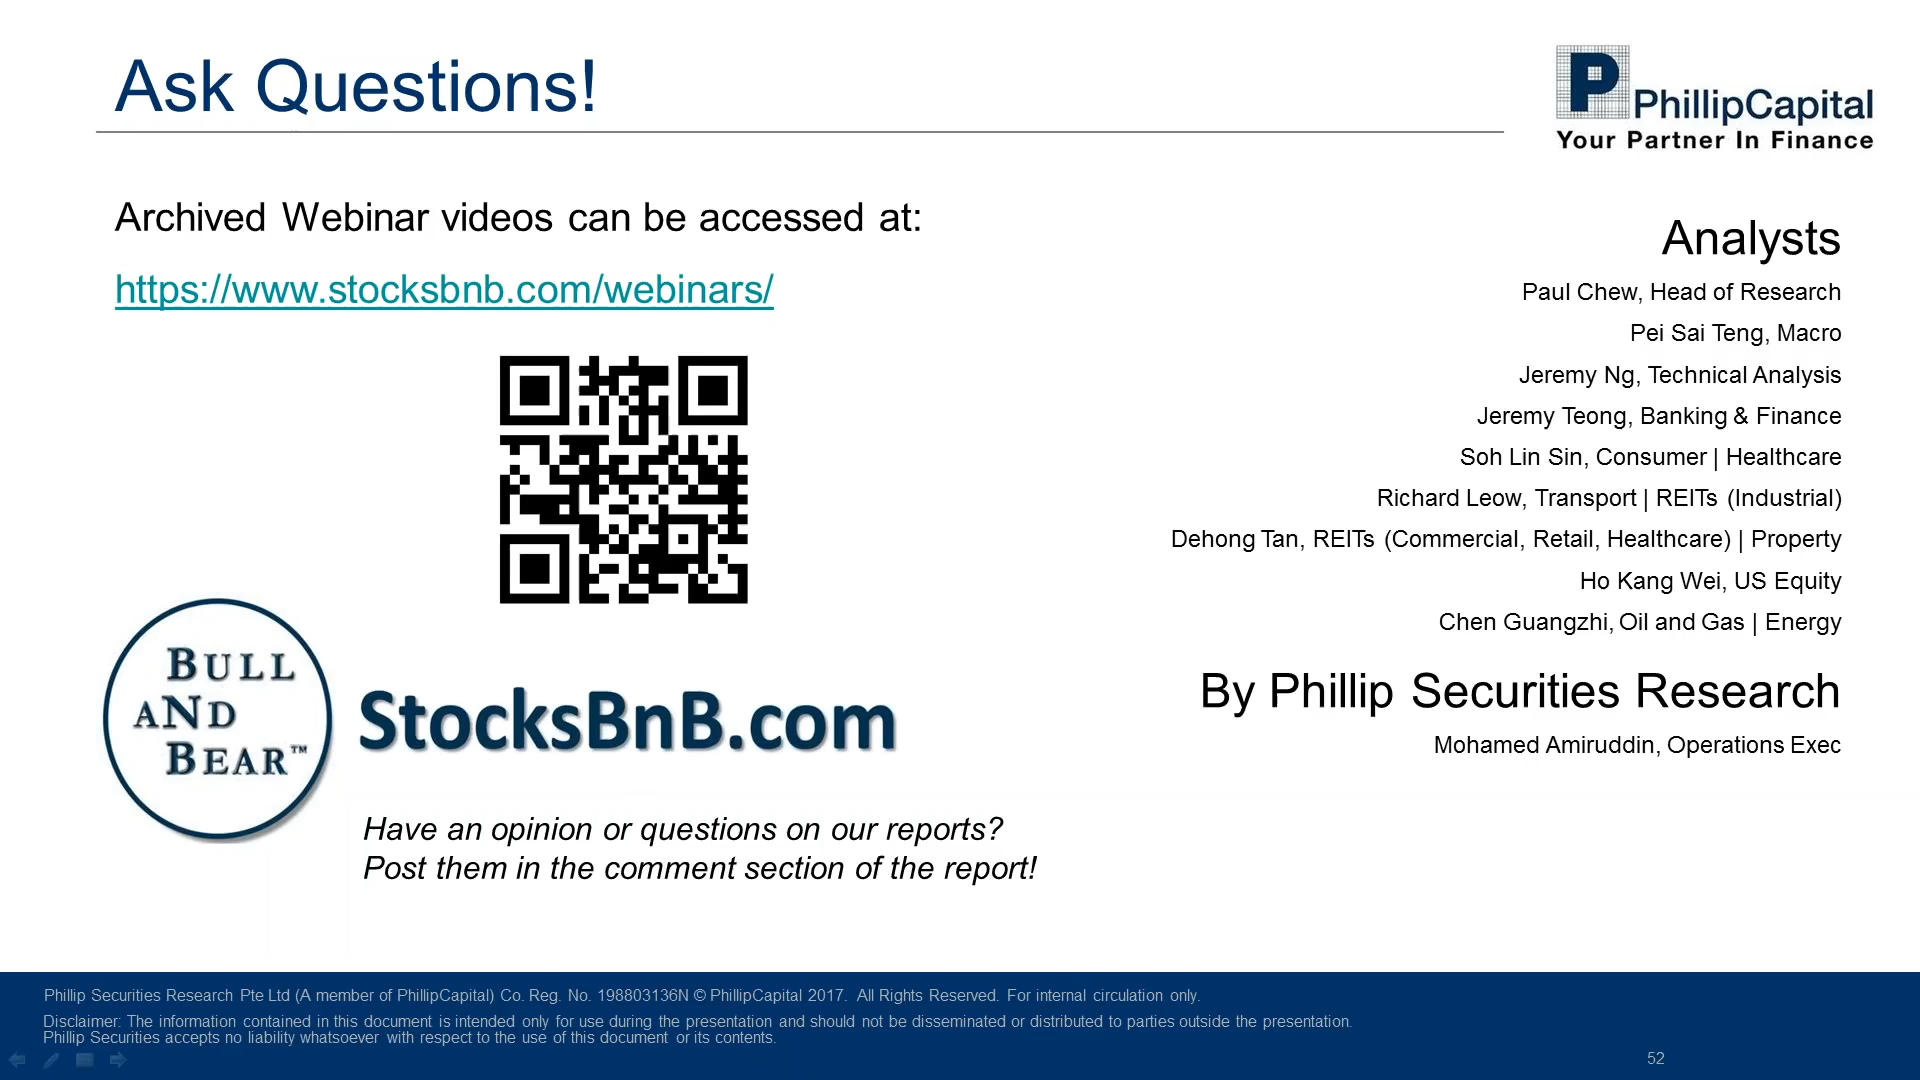 Ask Questions!
P
PhillipCapital
Your Partner In Finance
Archived Webinar videos can be accessed at:
https://www.stocksbnb.com/webinars/
Analysts
Paul Chew, Head of Research
Pei Sai Teng, Macro
Jeremy Ng, Technical Analysis
Jeremy Teong, Banking & Finance
Soh Lin Sin, Consumer | Healthcare
Richard Leow, Transport | REITs (Industrial)
Dehong Tan, REITs (Commercial, Retail, Healthcare) | Property
Ho Kang Wei, US Equity
Chen Guangzhi, Oil and Gas | Energy
By Phillip Securities Research
Mohamed Amiruddin, Operations Exec
BULL
AND
BEAR™
StocksBnB.com
Have an opinion or questions on our reports?
Post them in the comment section of the report!
Phillip Securities Research Pte Ltd (A member of PhillipCapital) Co. Reg. No. 198803136N © PhillipCapital 2017. All Rights Reserved. For internal circulation only.
Disclaimer: The information contained in this document is intended only for use during the presentation and should not be disseminated or distributed to parties outside the presentation.
Phillip Securities accepts no liability whatsoever with respect to the use of this document or its contents.
52